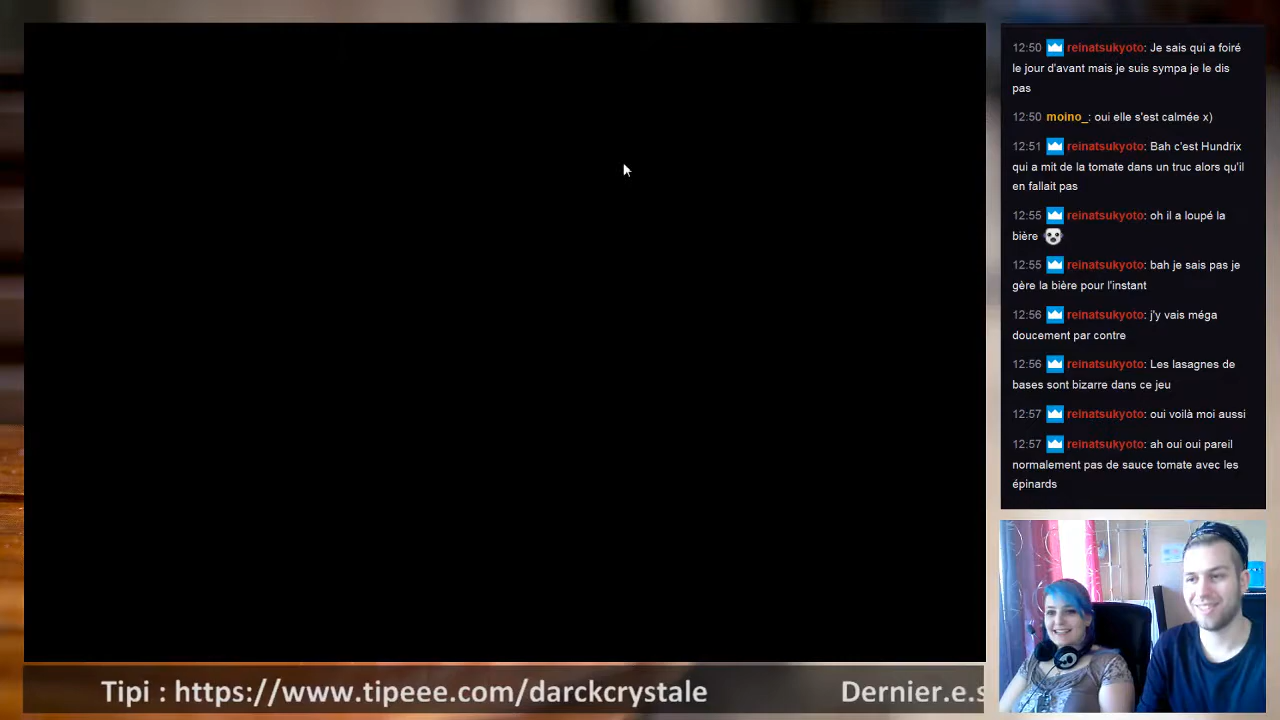 12:50 reinatsukyoto: Je sais qui a foiré
le jour d'avant mais je suis sympa je le dis
pas
12:50 moino_: oui elle s'est calmée x)
12:51 reinatsukyoto: Bah c'est Hundrix
qui a mit de la tomate dans un truc alors qu'il
en fallait pas
12:55 reinatsukyoto: oh il a loupé la
bière
12:55 reinatsukyoto: bah je sais pas je
gère la bière pour l'instant
12:56 reinatsukyoto: j'y vais méga
doucement par contre
12:56 reinatsukyoto: Les lasagnes de
bases sont bizarre dans ce jeu
12:57 reinatsukyoto: oui voilà moi aussi
12:57 reinatsukyoto: ah oui oui pareil
normalement pas de sauce tomate avec les
épinards
Tipi : https://www.tipeee.com/darckcrystale
Dernier.e.s